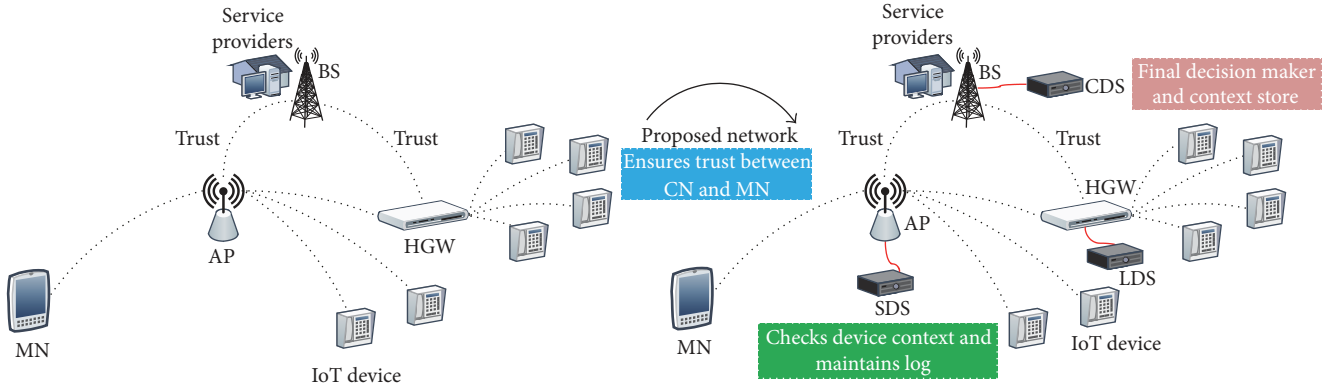 Service
providers
BS
Trust
Trust
AP
HGW
MN
IoT device
Proposed network
Ensures trust between
CN and MN
Service
providers
BS
CDS
Final decision maker
and context store
Trust
Trust
HGW
AP
LDS
SDS
MN
IoT device
Checks device context and
maintains log